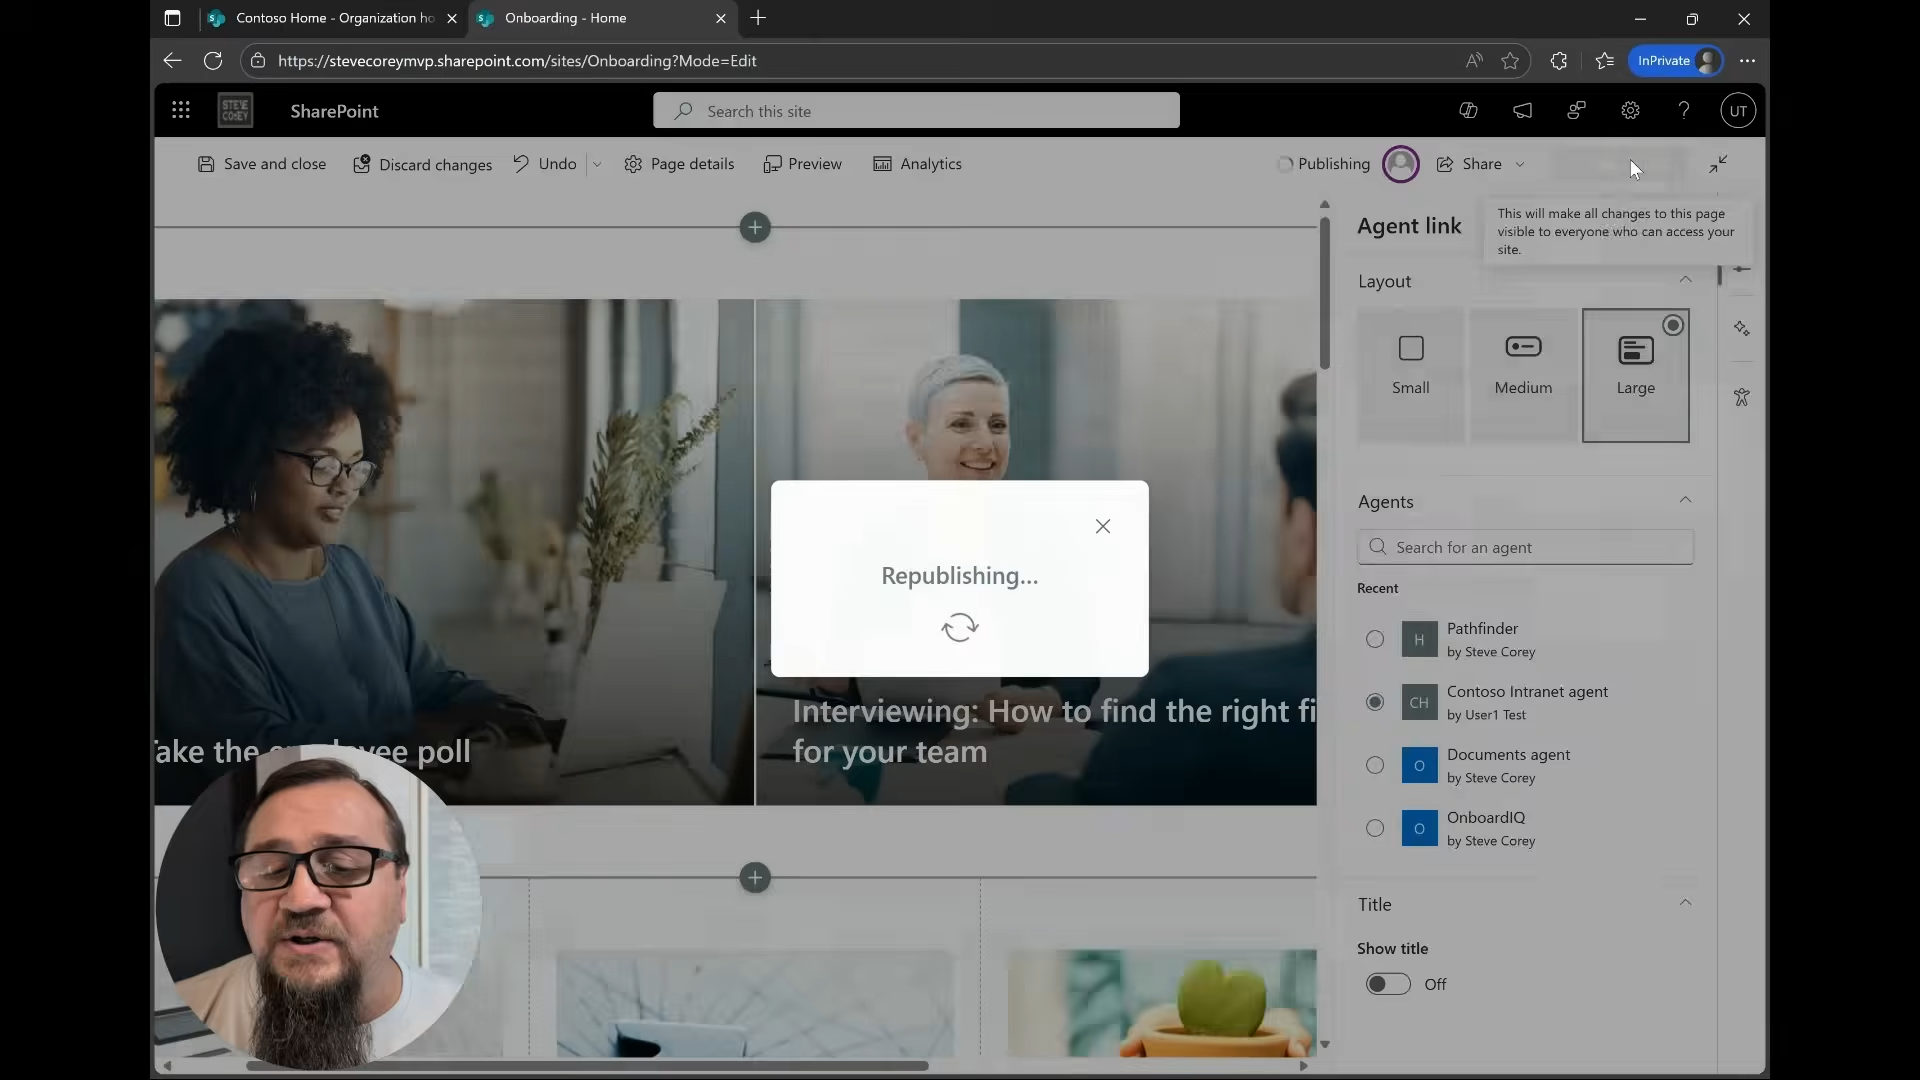 Contoso Home - Organization ho
Onboarding - Home
https://stevecoreymvp.sharepoint.com/sites/Onboarding?Mode=Edit
InPrivate
STEVE
COREY
SharePoint
Search this site
UT
Save and close
Discard changes
Undo
Page details
Preview
Analytics
Publishing
Share
This will make all changes to this page
visible to everyone who can access your
site.
Agent link
Layout
Small
Medium
Large
Agents
Search for an agent
Recent
H
Pathfinder
by Steve Corey
CH
Contoso Intranet agent
by User1 Test
O
Documents agent
by Steve Corey
O
OnboardIQ
by Steve Corey
Title
Show title
Off
Republishing...
Take the employee poll
Interviewing: How to find the right fi
for your team